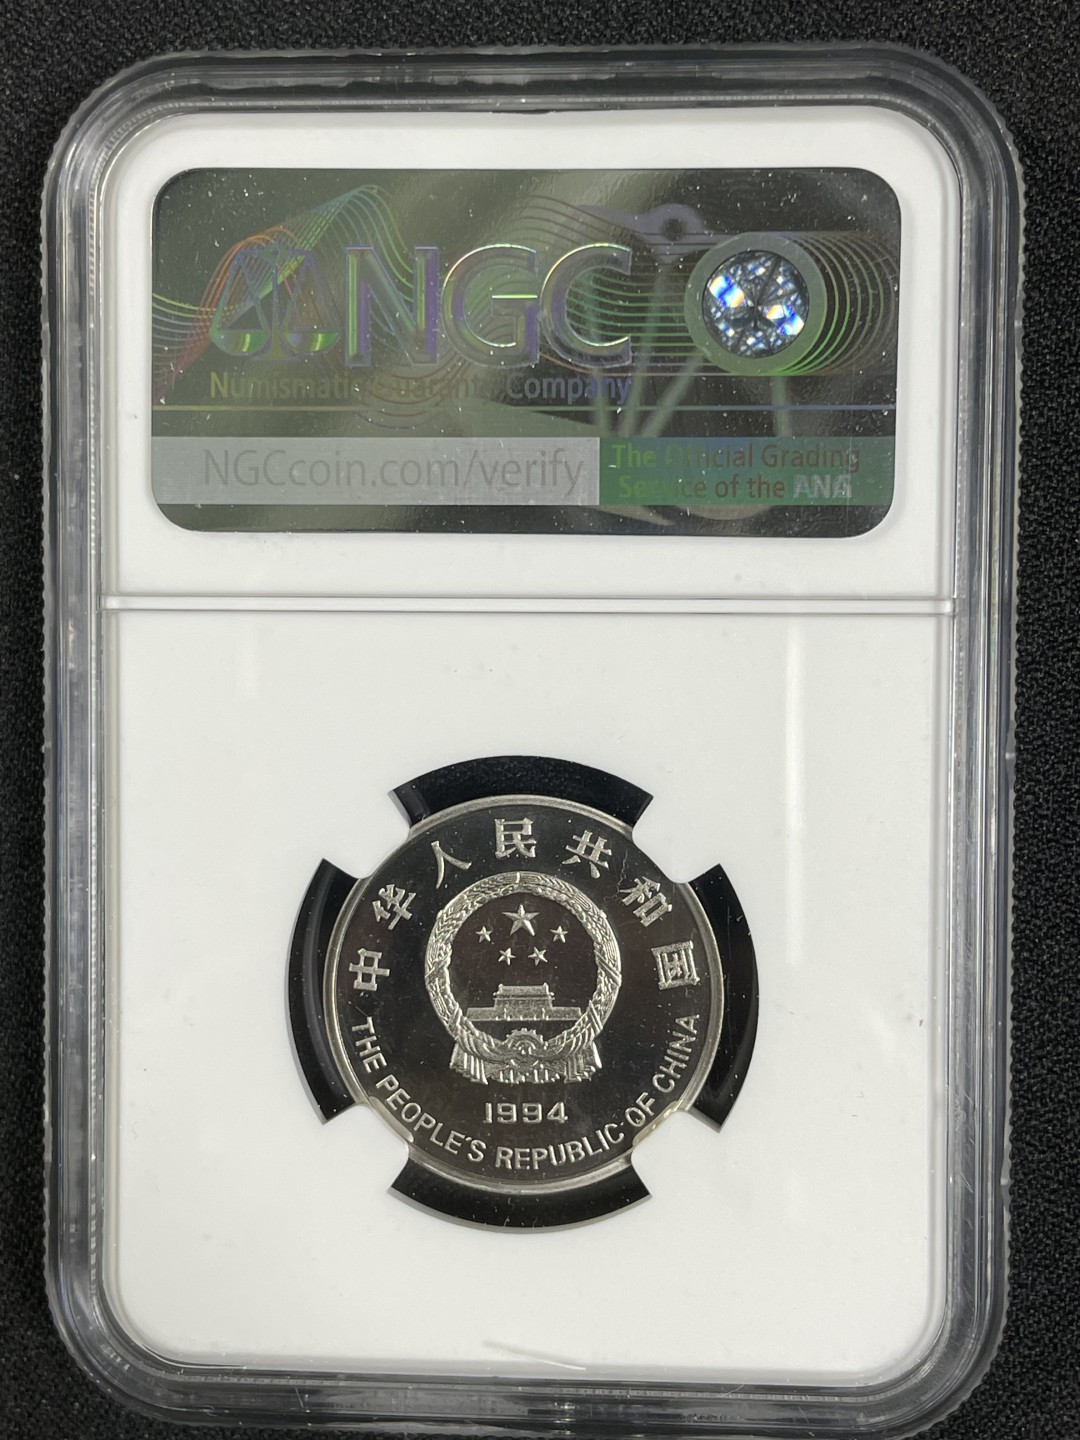 NGC
Numismatic Guaranty Company
NGCcoin.com/verify
The Official Grading
Service of the ANA
中华人民共和国
1994
THE PEOPLE'S REPUBLIC OF CHINA